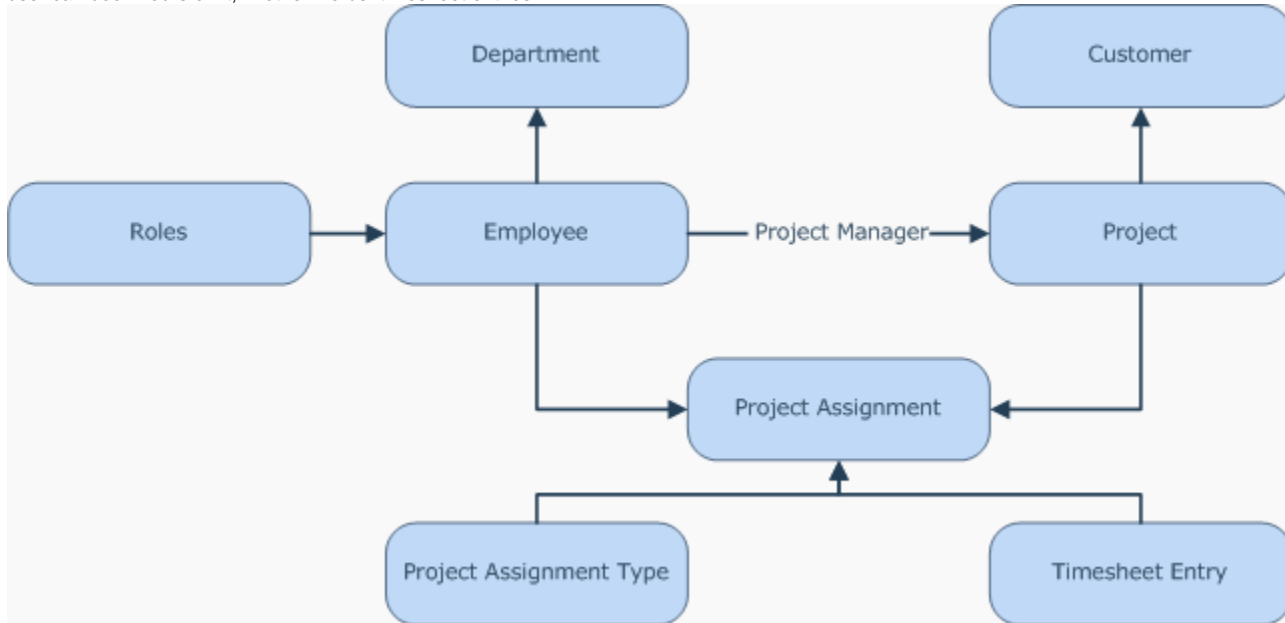 Department
Customer
Roles
Employee
Project Manager
Project
Project Assignment
Project Assignment Type
Timesheet Entry